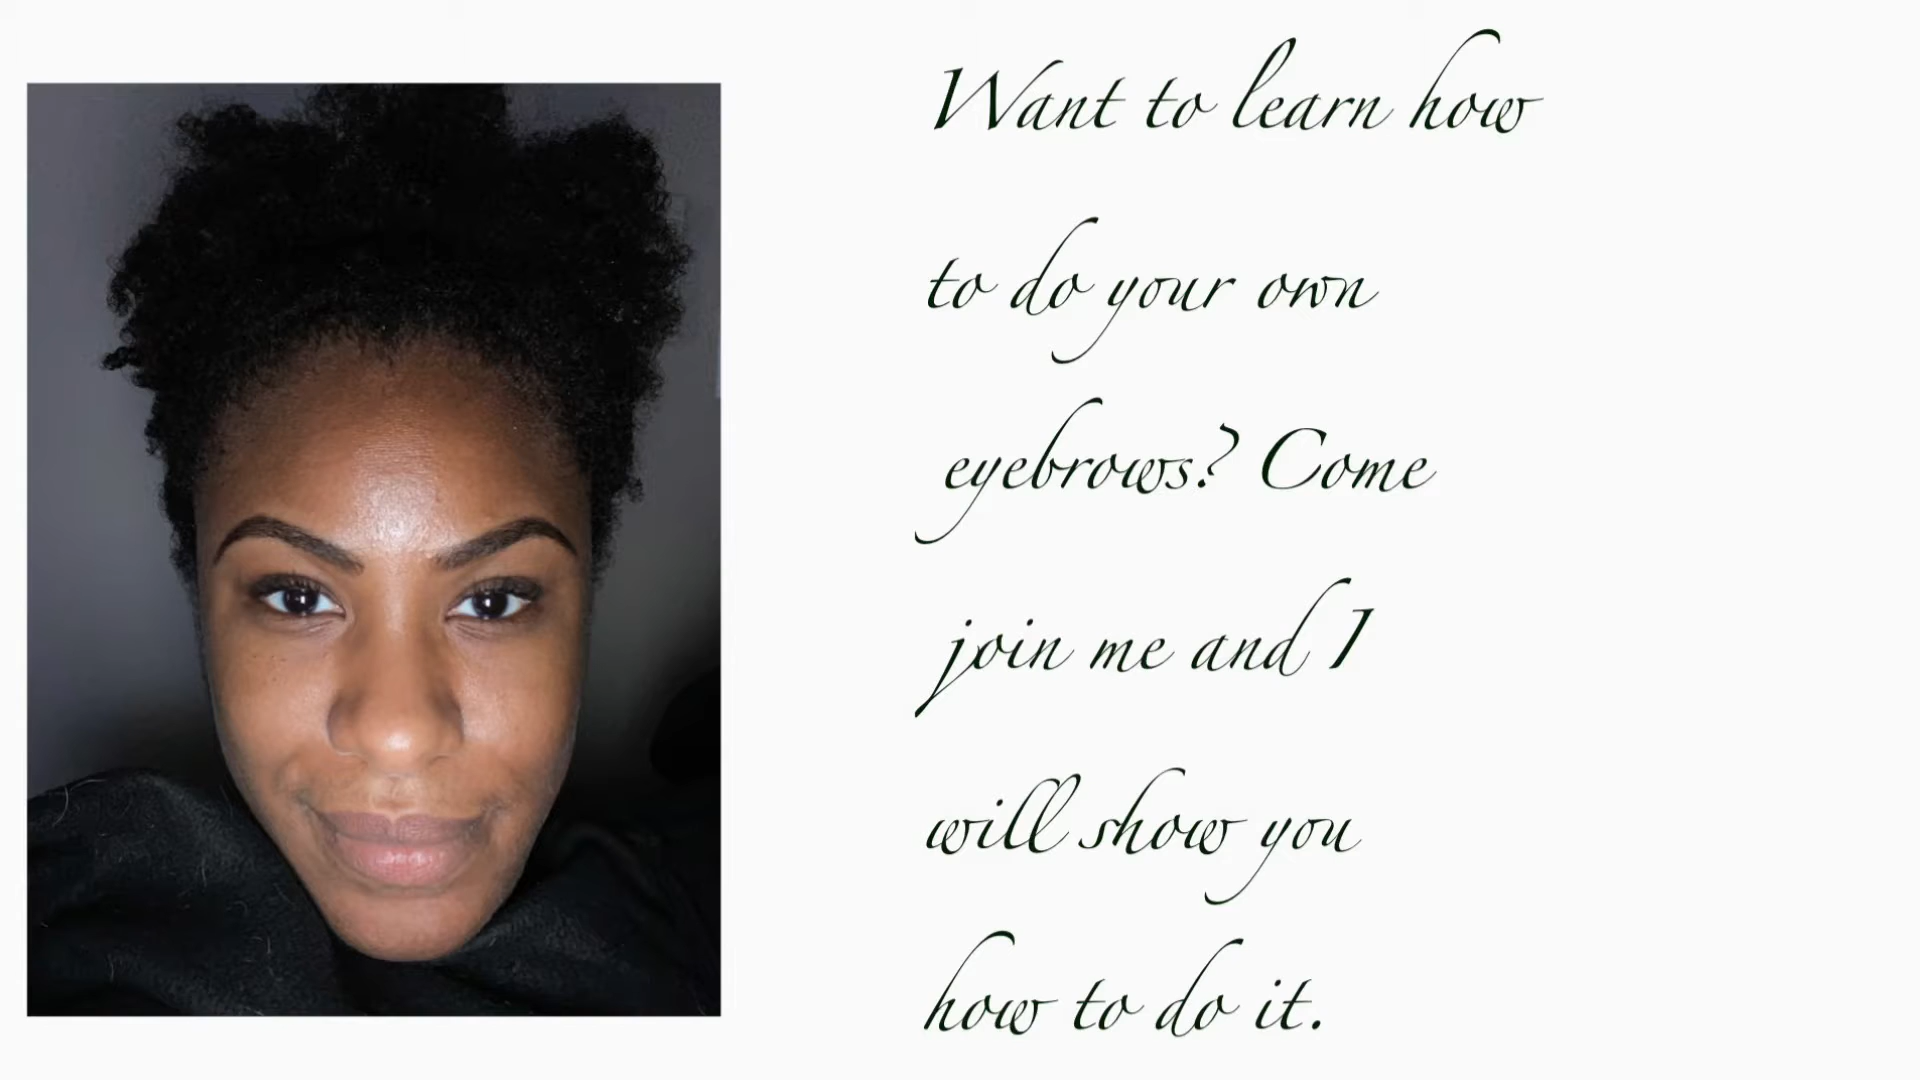 Want to learn how
to do your own
eyebrows? Come
join me and I
will show you
how to do it.